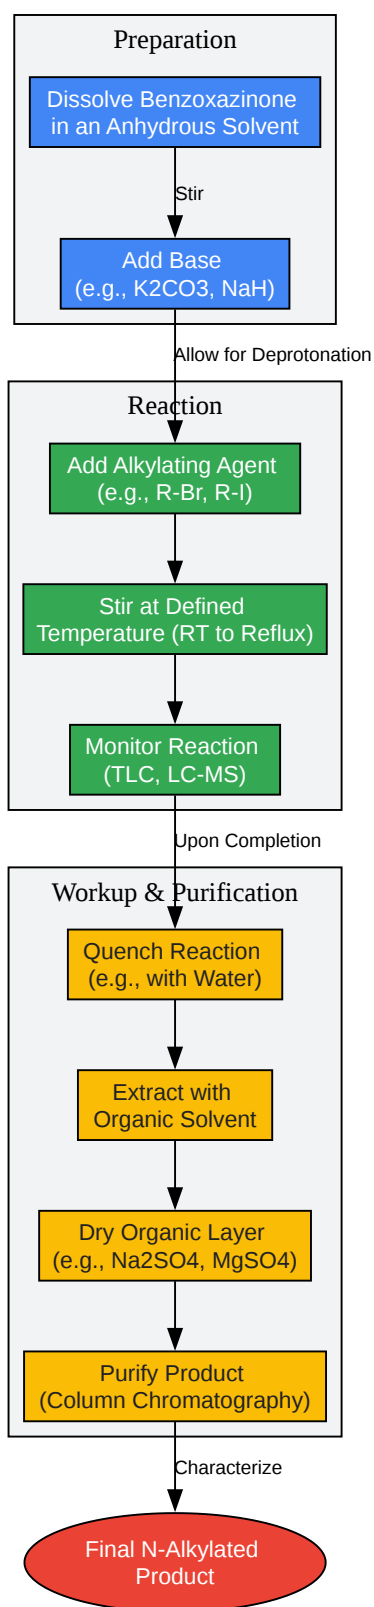 Preparation
Dissolve Benzoxazinone
in an Anhydrous Solvent
Stir
Add Base
(e.g., K2CO3, NaH)
Allow for Deprotonation
Reaction
Add Alkylating Agent
(e.g., R-Br, R-I)
Stir at Defined
Temperature (RT to Reflux)
Monitor Reaction
(TLC, LC-MS)
Upon Completion
Workup & Purification
Quench Reaction
(e.g., with Water)
Extract with
Organic Solvent
Dry Organic Layer
(e.g., Na2SO4, MgSO4)
Purify Product
(Column Chromatography)
Characterize
Final N-Alkylated
Product